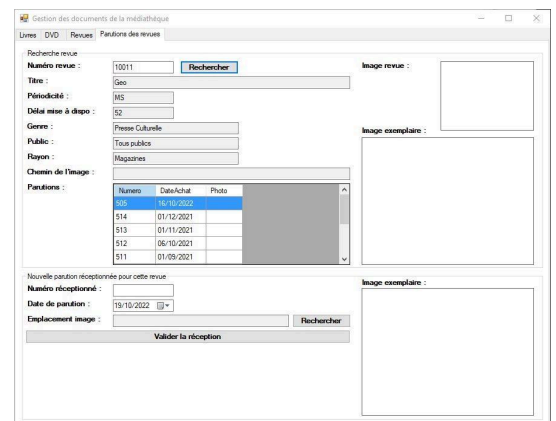 Gestion des documents de la médiathèque
Livres DVD Revues Parutions des revues
Recherche revue
Numéro revue : 10011 Rechercher Image revue :
Titre : Geo
Périodicité : MS
Délai mise à dispo : 52
Genre : Presse Culturelle Image exemplaire :
Public : Tous publics
Rayon : Magazines
Chemin de l'image :
Parutions : Numero DateAchat Photo
505 16/10/2022
514 01/12/2021
513 01/11/2021
512 06/10/2021
511 01/09/2021
Nouvelle parution réceptionnée pour cette revue
Numéro réceptionné : Image exemplaire :
Date de parution : 19/10/2022
Emplacement image : Rechercher
Valider la réception